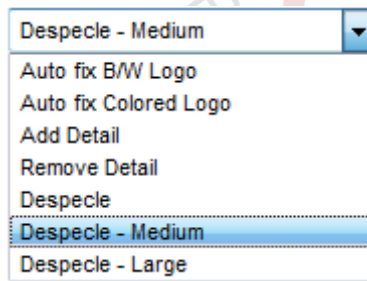 Despecle - Medium
Auto fix B/W Logo
Auto fix Colored Logo
Add Detail
Remove Detail
Despecle
Despecle - Medium
Despecle - Large